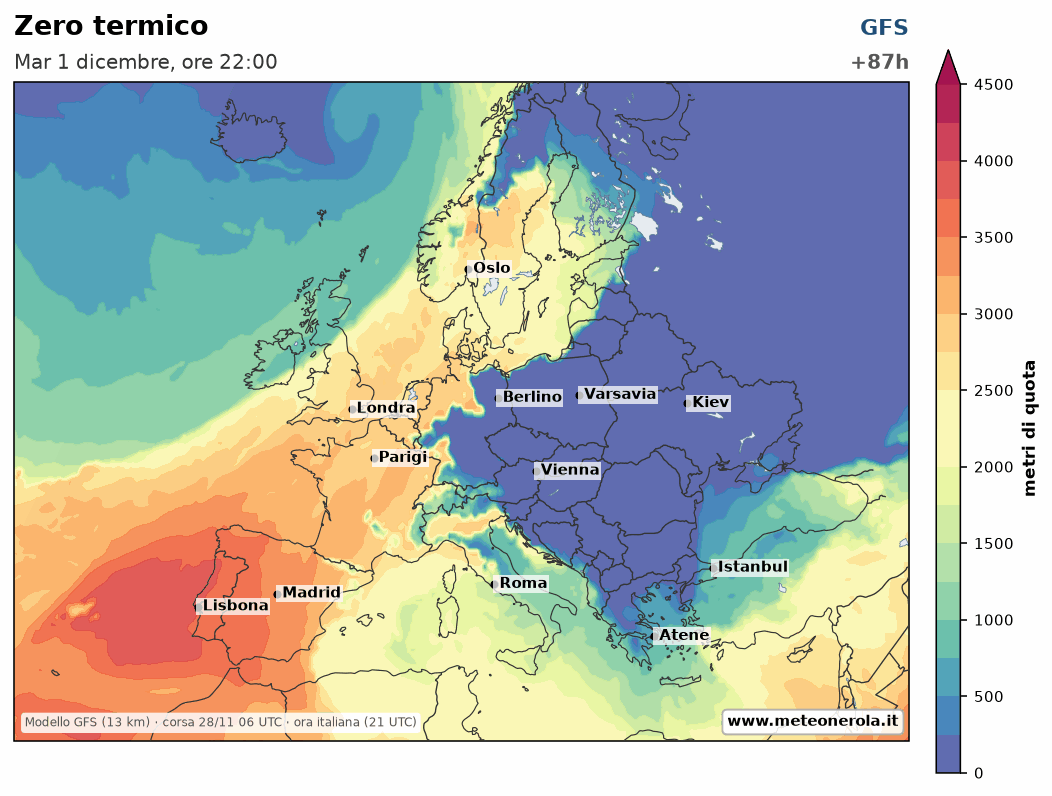 Zero termico
GFS
Mar 1 dicembre, ore 22:00
+87h
4500
4000
3500
3000
2500
2000
1500
1000
500
0
metri di quota
Oslo
Londra
Berlino
Varsavia
Kiev
Parigi
Vienna
Istanbul
Roma
Madrid
Lisbona
Atene
Modello GFS (13 km) · corsa 28/11 06 UTC · ora italiana (21 UTC)
www.meteonerola.it